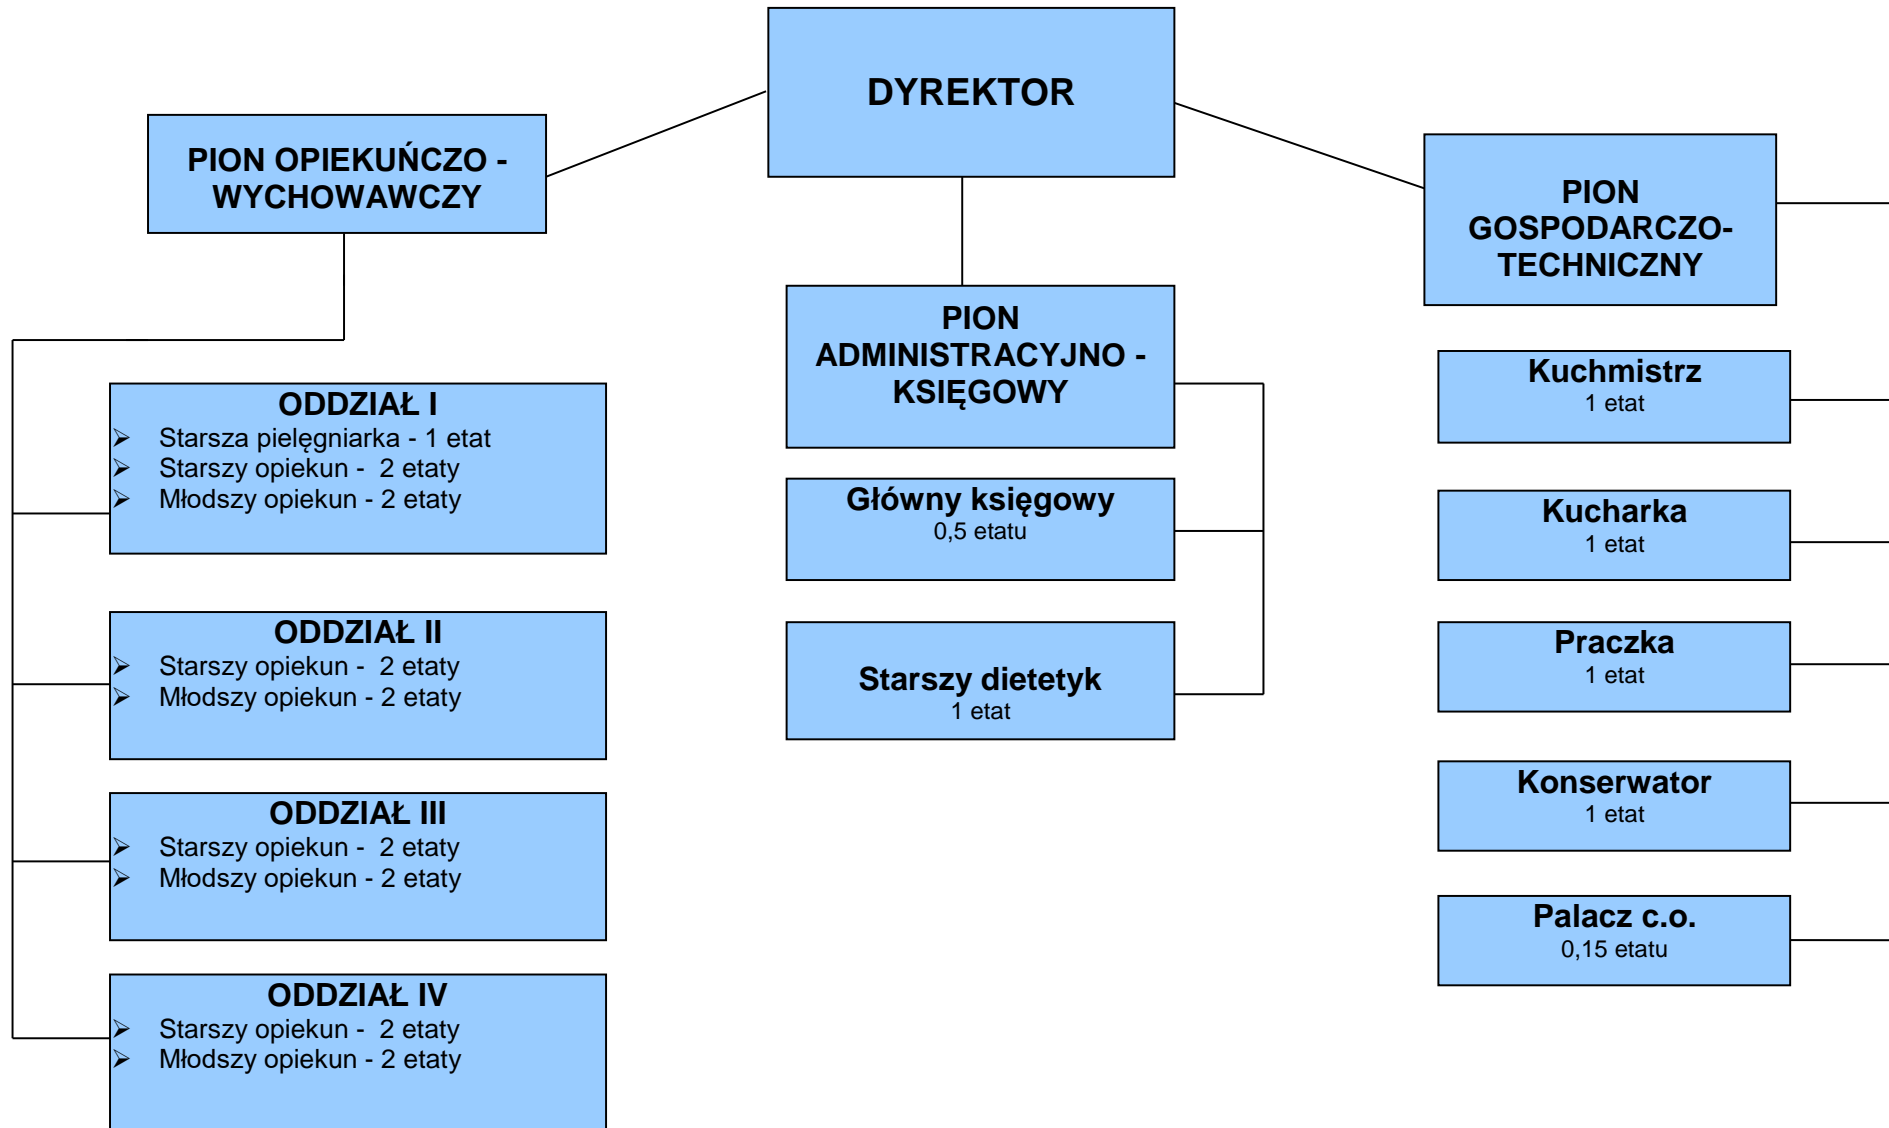 DYREKTOR
PION OPIEKUŃCZO -
WYCHOWAWCZY
PION
GOSPODARCZO-
TECHNICZNY
PION
ADMINISTRACYJNO -
KSIĘGOWY
ODDZIAŁ I
➢ Starsza pielęgniarka - 1 etat
➢ Starszy opiekun -  2 etaty
➢ Młodszy opiekun - 2 etaty
ODDZIAŁ II
➢ Starszy opiekun -  2 etaty
➢ Młodszy opiekun - 2 etaty
ODDZIAŁ III
➢ Starszy opiekun -  2 etaty
➢ Młodszy opiekun - 2 etaty
ODDZIAŁ IV
➢ Starszy opiekun -  2 etaty
➢ Młodszy opiekun - 2 etaty
Główny księgowy
0,5 etatu
Starszy dietetyk
1 etat
Kuchmistrz
1 etat
Kucharka
1 etat
Praczka
1 etat
Konserwator
1 etat
Palacz c.o.
0,15 etatu